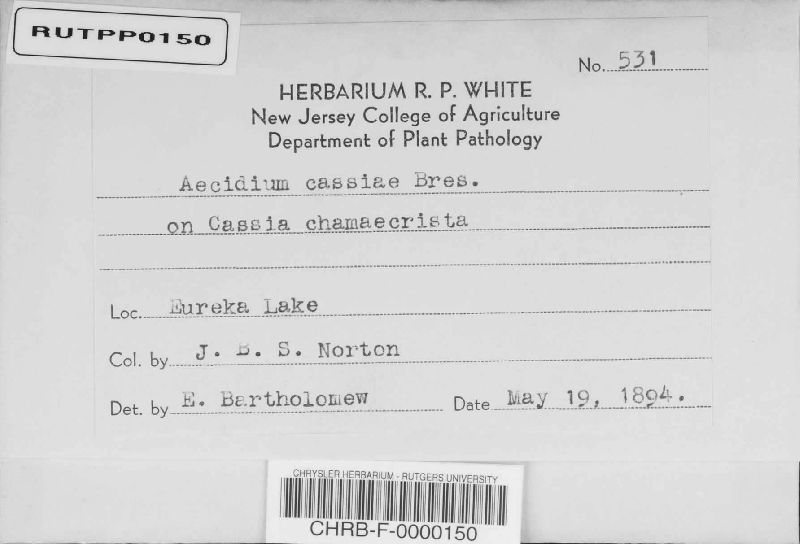 RUTPP0150
No. 531
HERBARIUM R. P. WHITE
New Jersey College of Agriculture
Department of Plant Pathology
Aecidium cassiae Bres.
on Cassia chamaecrista
Loc. Eureka Lake
Col. by J. B. S. Norton
Det. by E. Bartholomew Date May 19, 1894.
CHRYSLER HERBARIUM - RUTGERS UNIVERSITY
CHRB-F-0000150